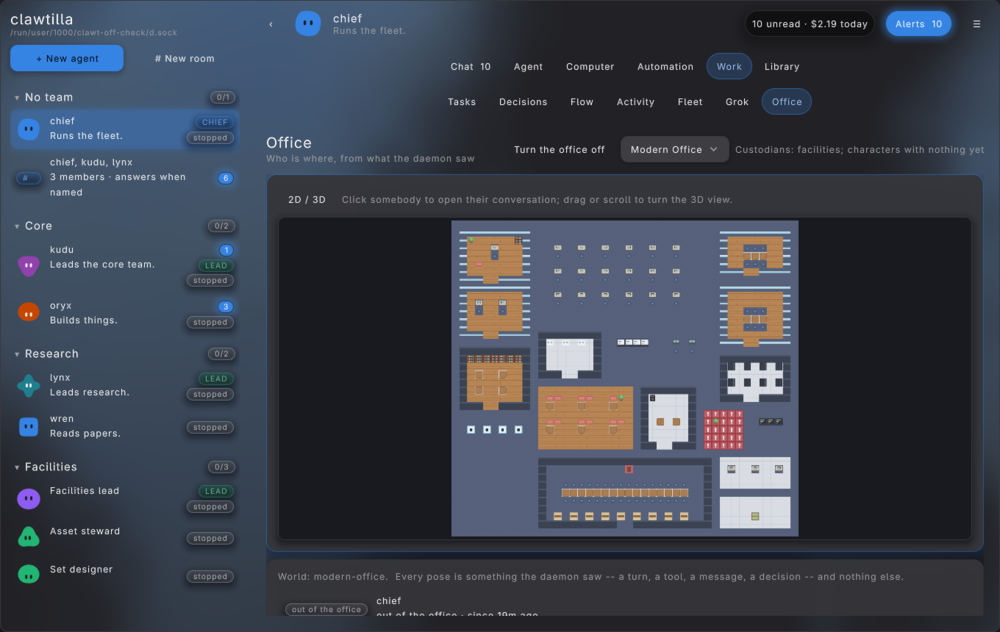 clawtilla
/run/user/1000/clawt-off-check/d.sock
+ New agent
# New room
No team
0/1
chief
CHIEF
Runs the fleet.
stopped
#
chief, kudu, lynx
3 members · answers when
named
6
Core
0/2
kudu
1
Leads the core team.
LEAD
stopped
oryx
3
Builds things.
stopped
Research
0/2
lynx
LEAD
Leads research.
stopped
wren
Reads papers.
stopped
Facilities
0/3
Facilities lead
LEAD
stopped
Asset steward
stopped
Set designer
stopped
chief
Runs the fleet.
10 unread · $2.19 today
Alerts 10
Chat 10
Agent
Computer
Automation
Work
Library
Tasks
Decisions
Flow
Activity
Fleet
Grok
Office
Office
Who is where, from what the daemon saw
Turn the office off
Modern Office
Custodians: facilities; characters with nothing yet
2D / 3D
Click somebody to open their conversation; drag or scroll to turn the 3D view.
World: modern-office. Every pose is something the daemon saw -- a turn, a tool, a message, a decision -- and nothing else.
out of the office
chief
out of the office · since 19m ago